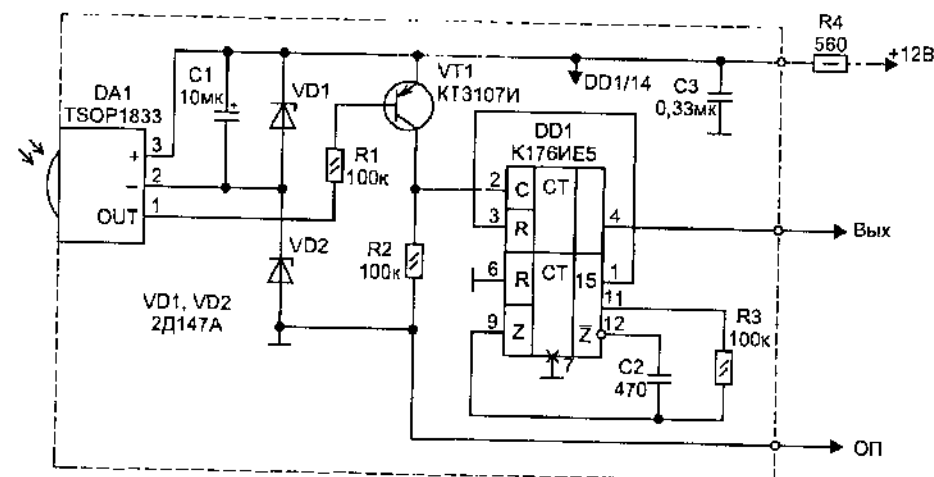 R4
560
+12В
C1
10мк
+
VD1
VT1
КТ3107И
DD1/14
C3
0,33мк
DA1
TSOP1833
+
3
−
2
OUT
1
R1
100к
DD1
К176ИЕ5
2
C
CT
3
R
4
Вых
VD2
R2
100к
6
R
CT
15
1
11
9
Z
Z̅
12
7
R3
100к
VD1, VD2
2Д147А
C2
470
ОП